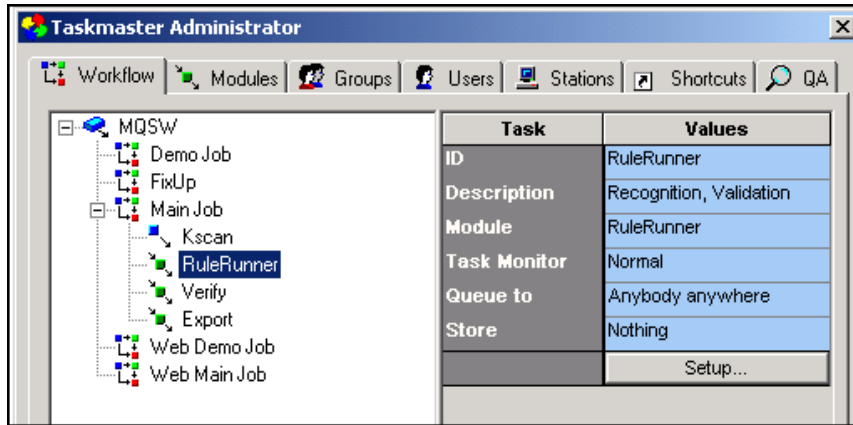 Taskmaster Administrator
Workflow Modules Groups Users Stations Shortcuts QA
MQSW
Demo Job
FixUp
Main Job
Kscan
RuleRunner
Verify
Export
Web Demo Job
Web Main Job
Task Values
ID RuleRunner
Description Recognition, Validation
Module RuleRunner
Task Monitor Normal
Queue to Anybody anywhere
Store Nothing
Setup...